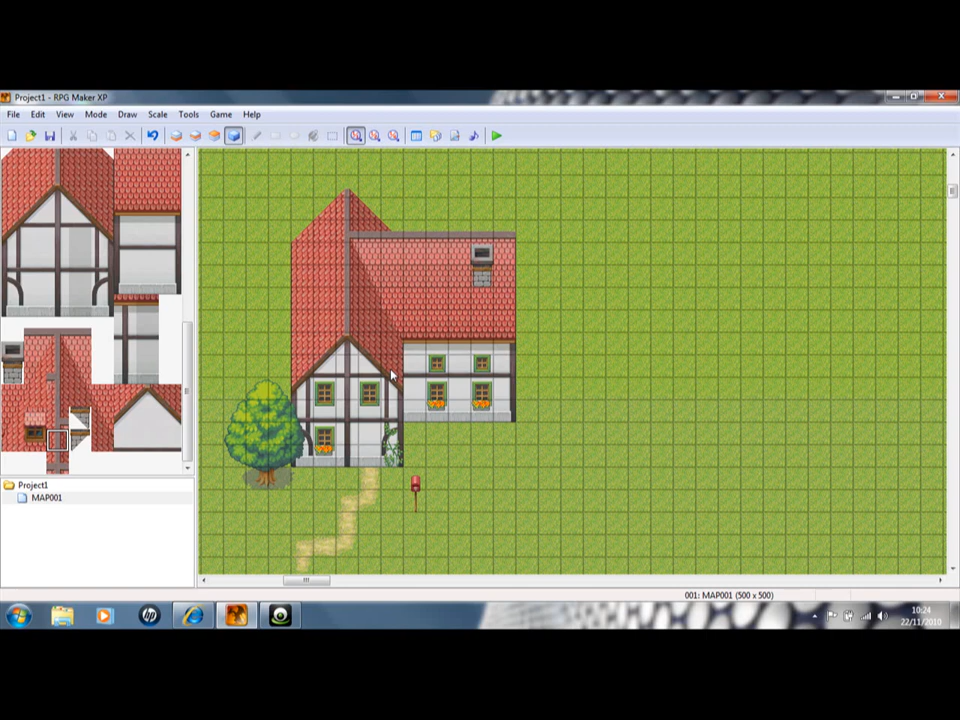 Project1 - RPG Maker XP
File Edit View Mode Draw Scale Tools Game Help
Project1
MAP001
001: MAP001 (500 x 500)
hp
10:24
22/11/2010